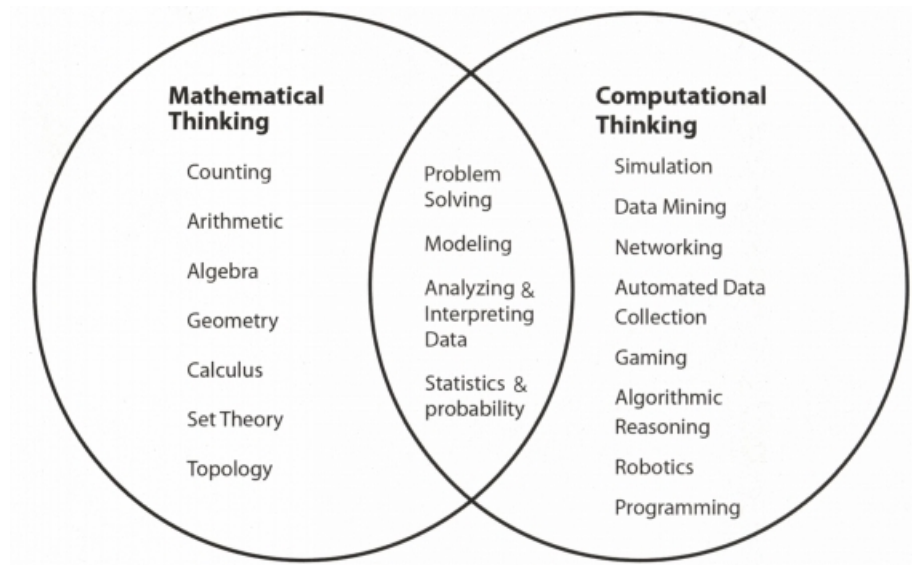 Mathematical
Thinking
Counting
Arithmetic
Algebra
Geometry
Calculus
Set Theory
Topology
Problem
Solving
Modeling
Analyzing &
Interpreting
Data
Statistics &
probability
Computational
Thinking
Simulation
Data Mining
Networking
Automated Data
Collection
Gaming
Algorithmic
Reasoning
Robotics
Programming